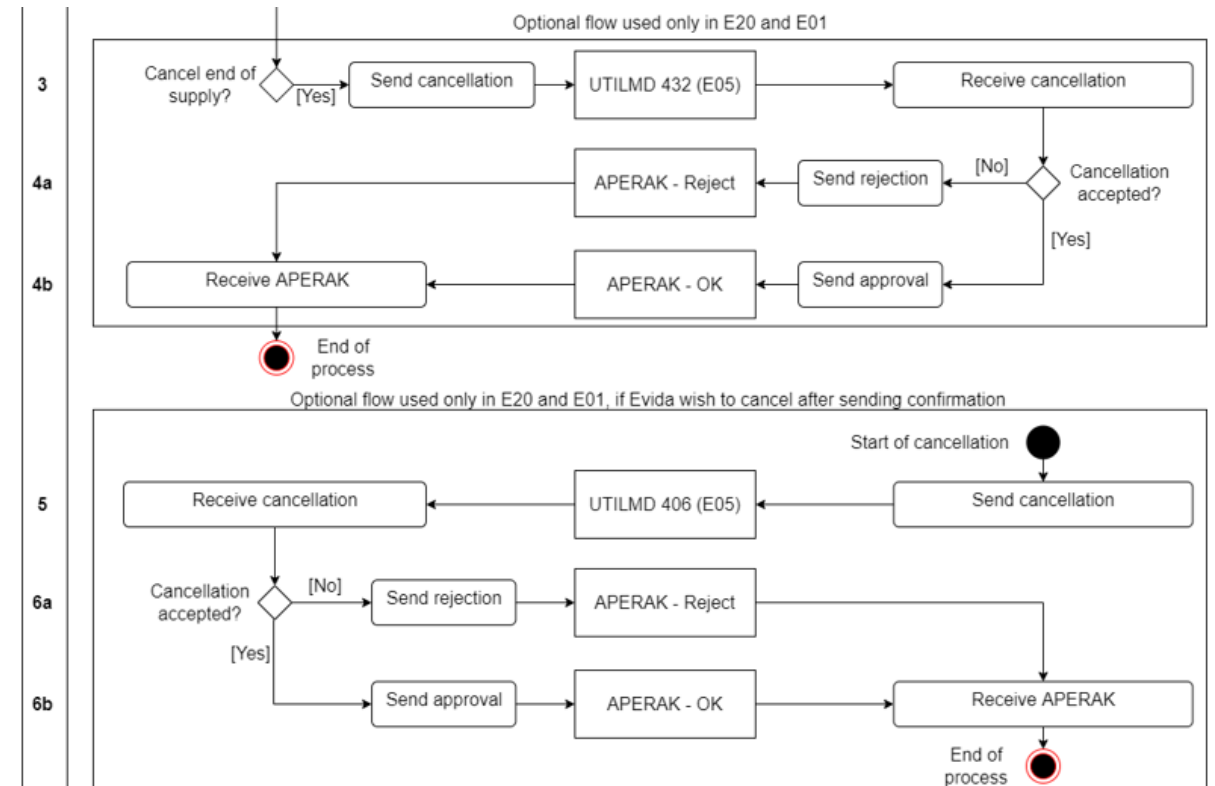 Optional flow used only in E20 and E01
3
Cancel end of
supply?
[Yes]
Send cancellation
UTILMD 432 (E05)
Receive cancellation
4a
APERAK - Reject
Send rejection
[No]
Cancellation
accepted?
[Yes]
4b
Receive APERAK
APERAK - OK
Send approval
End of
process
Optional flow used only in E20 and E01, if Evida wish to cancel after sending confirmation
Start of cancellation
5
Receive cancellation
UTILMD 406 (E05)
Send cancellation
6a
Cancellation
accepted?
[No]
Send rejection
APERAK - Reject
[Yes]
6b
Send approval
APERAK - OK
Receive APERAK
End of
process